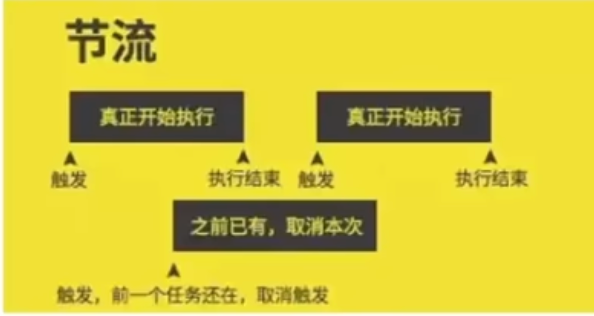 节流
真正开始执行 真正开始执行
触发 执行结束 触发 执行结束
之前已有，取消本次
触发，前一个任务还在，取消触发